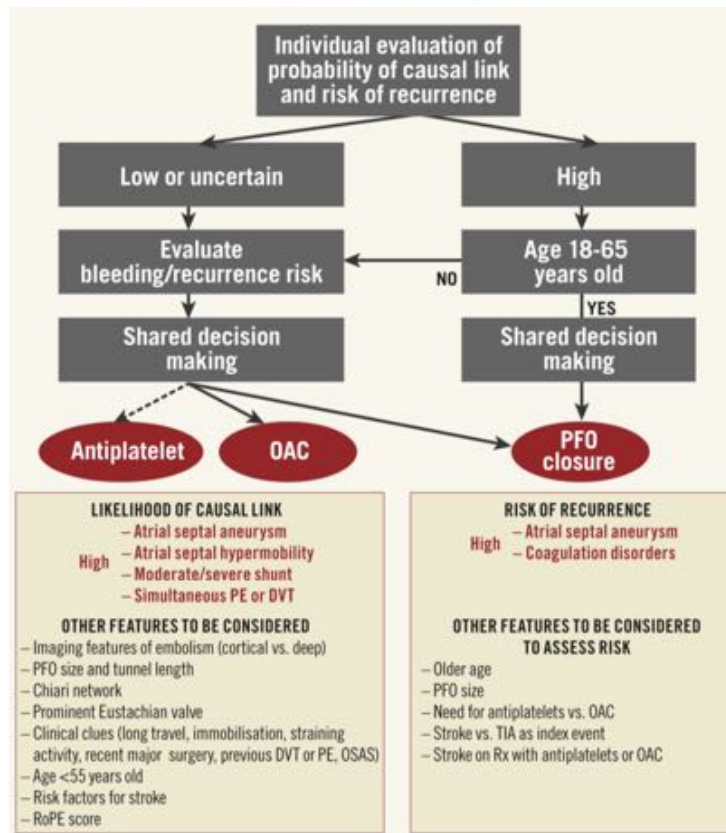 Individual evaluation of
probability of causal link
and risk of recurrence
Low or uncertain
High
Evaluate
bleeding/recurrence risk
NO
Age 18-65
years old
YES
Shared decision
making
Shared decision
making
Antiplatelet
OAC
PFO
closure
LIKELIHOOD OF CAUSAL LINK
High
– Atrial septal aneurysm
– Atrial septal hypermobility
– Moderate/severe shunt
– Simultaneous PE or DVT
OTHER FEATURES TO BE CONSIDERED
– Imaging features of embolism (cortical vs. deep)
– PFO size and tunnel length
– Chiari network
– Prominent Eustachian valve
– Clinical clues (long travel, immobilisation, straining
activity, recent major surgery, previous DVT or PE, OSAS)
– Age <55 years old
– Risk factors for stroke
– RoPE score
RISK OF RECURRENCE
High
– Atrial septal aneurysm
– Coagulation disorders
OTHER FEATURES TO BE CONSIDERED
TO ASSESS RISK
– Older age
– PFO size
– Need for antiplatelets vs. OAC
– Stroke vs. TIA as index event
– Stroke on Rx with antiplatelets or OAC